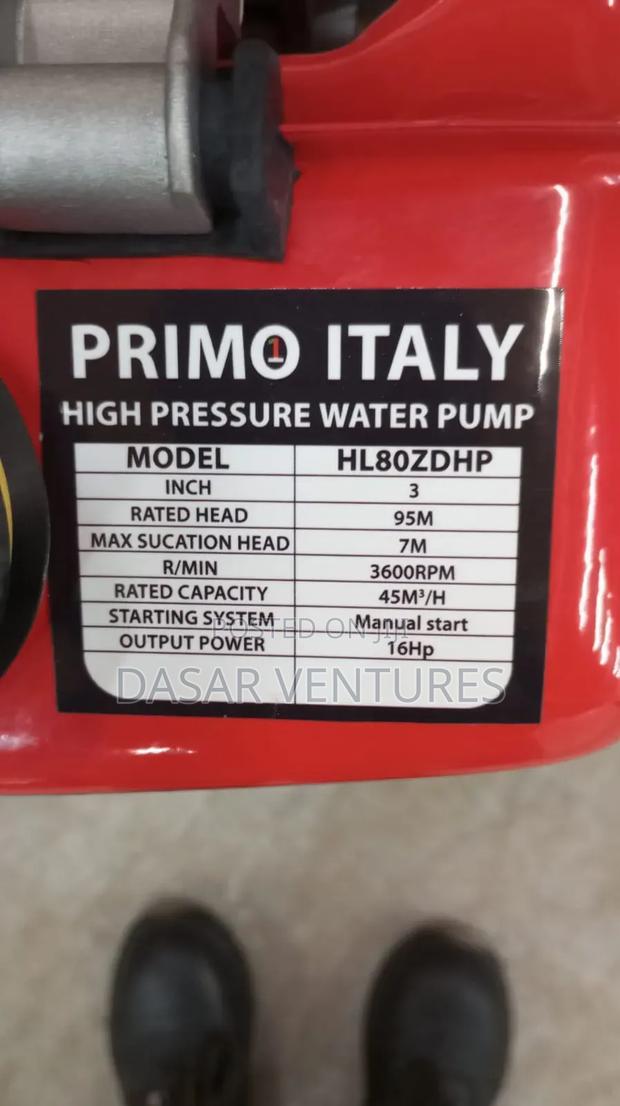 PRIMO ITALY
HIGH PRESSURE WATER PUMP
MODEL HL80ZDHP
INCH 3
RATED HEAD 95M
MAX SUCATION HEAD 7M
R/MIN 3600RPM
RATED CAPACITY 45M³/H
STARTING SYSTEM Manual start
POSTED ON JIJI
OUTPUT POWER 16Hp
DASAR VENTURES